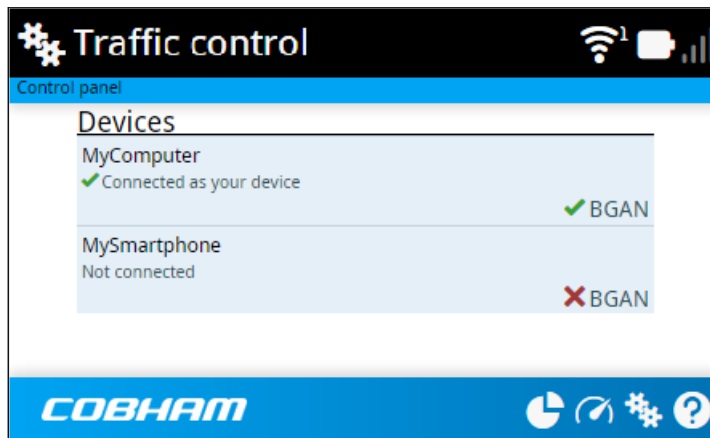 Traffic control
1
Control panel
Devices
MyComputer
Connected as your device
BGAN
MySmartphone
Not connected
BGAN
COBHAM
?